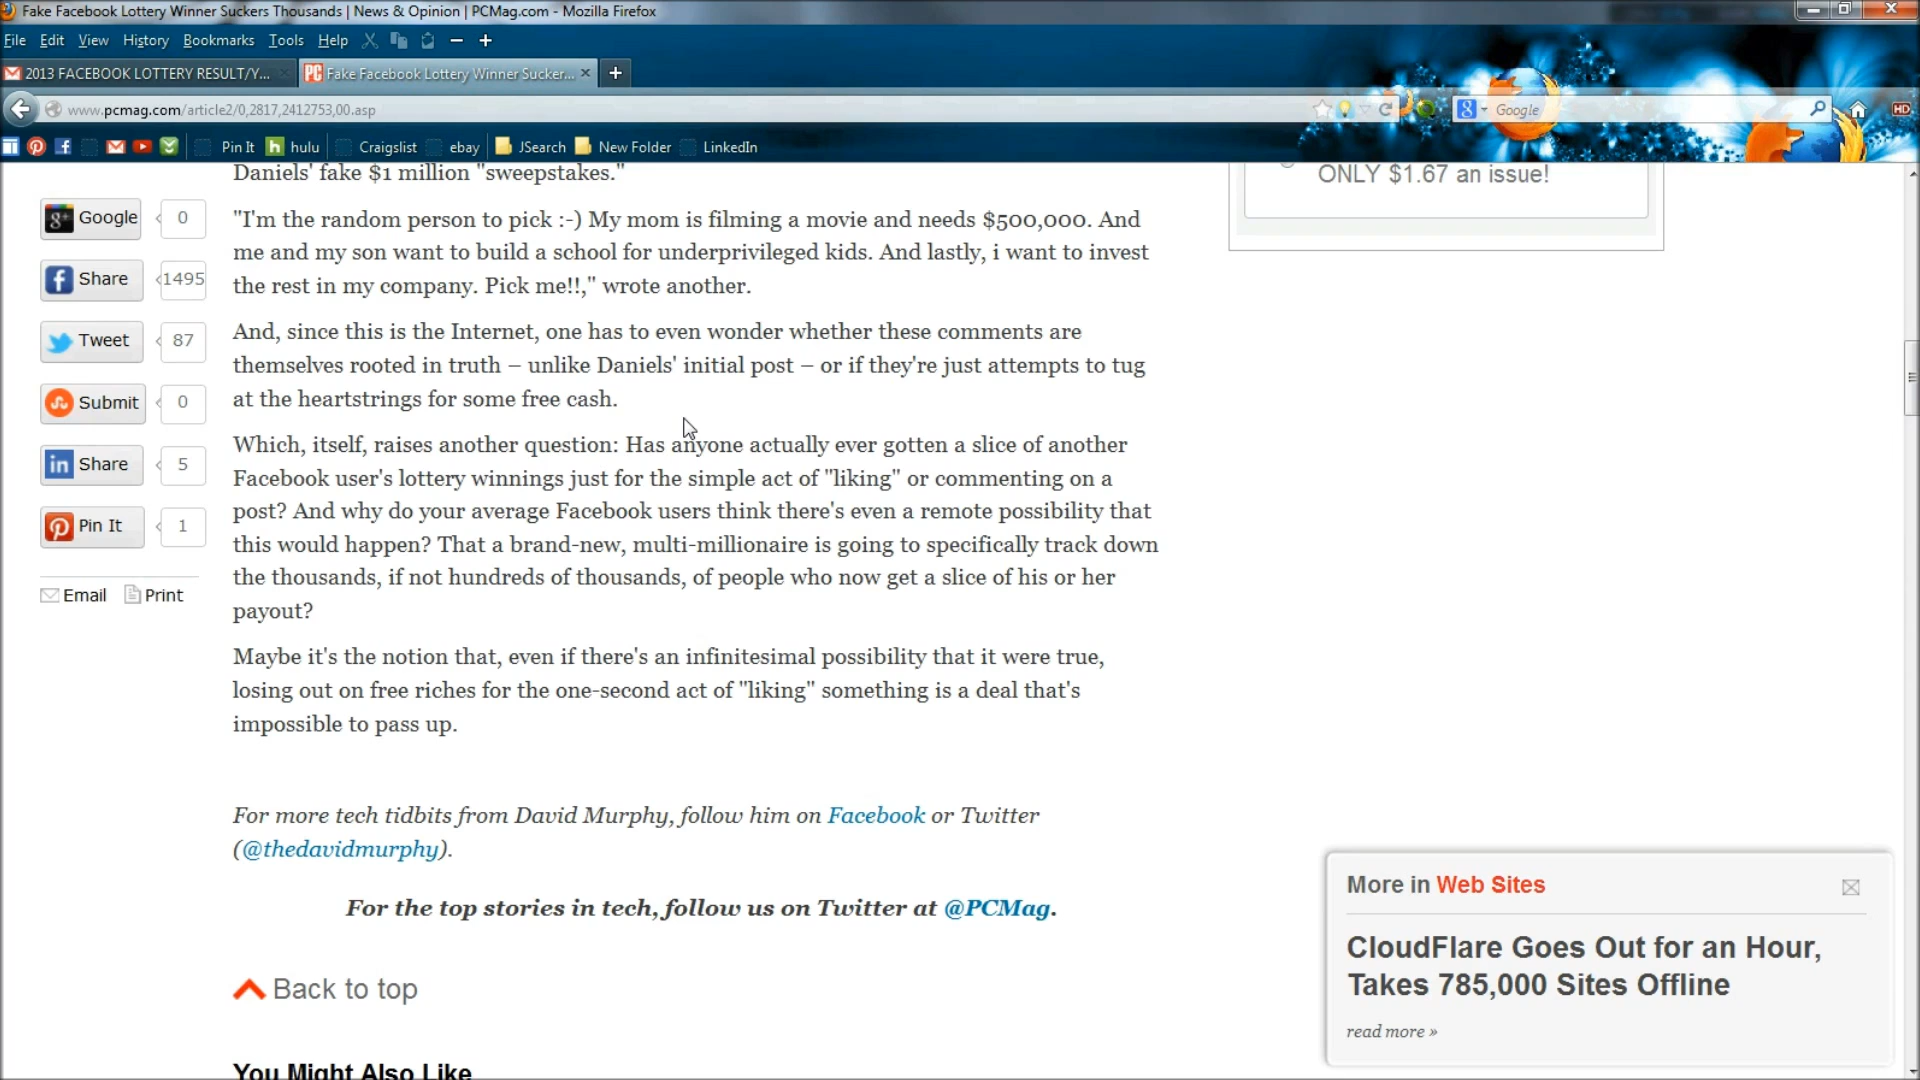 Fake Facebook Lottery Winner Suckers Thousands | News & Opinion | PCMag.com - Mozilla Firefox
File Edit View History Bookmarks Tools Help
2013 FACEBOOK LOTTERY RESULT/Y...
PC Fake Facebook Lottery Winner Sucker...
www.pcmag.com/article2/0,2817,2412753,00.asp
Google
HD
Pin It hulu Craigslist ebay JSearch New Folder LinkedIn
Daniels' fake $1 million "sweepstakes."
ONLY $1.67 an issue!
Google 0
Share 1495
Tweet 87
Submit 0
Share 5
Pin It 1
Email Print
"I'm the random person to pick :-) My mom is filming a movie and needs $500,000. And
me and my son want to build a school for underprivileged kids. And lastly, i want to invest
the rest in my company. Pick me!!," wrote another.
And, since this is the Internet, one has to even wonder whether these comments are
themselves rooted in truth – unlike Daniels' initial post – or if they're just attempts to tug
at the heartstrings for some free cash.
Which, itself, raises another question: Has anyone actually ever gotten a slice of another
Facebook user's lottery winnings just for the simple act of "liking" or commenting on a
post? And why do your average Facebook users think there's even a remote possibility that
this would happen? That a brand-new, multi-millionaire is going to specifically track down
the thousands, if not hundreds of thousands, of people who now get a slice of his or her
payout?
Maybe it's the notion that, even if there's an infinitesimal possibility that it were true,
losing out on free riches for the one-second act of "liking" something is a deal that's
impossible to pass up.
For more tech tidbits from David Murphy, follow him on Facebook or Twitter
(@thedavidmurphy).
For the top stories in tech, follow us on Twitter at @PCMag.
Back to top
You Might Also Like
More in Web Sites
CloudFlare Goes Out for an Hour,
Takes 785,000 Sites Offline
read more »